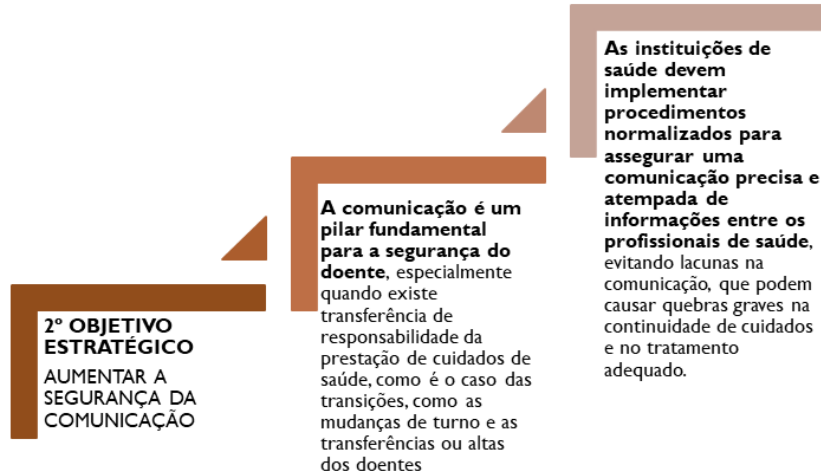 2º OBJETIVO
ESTRATÉGICO
AUMENTAR A
SEGURANÇA DA
COMUNICAÇÃO
A comunicação é um
pilar fundamental
para a segurança do
doente, especialmente
quando existe
transferência de
responsabilidade da
prestação de cuidados de
saúde, como é o caso das
transições, como as
mudanças de turno e as
transferências ou altas
dos doentes
As instituições de
saúde devem
implementar
procedimentos
normalizados para
assegurar uma
comunicação precisa e
atempada de
informações entre os
profissionais de saúde,
evitando lacunas na
comunicação, que podem
causar quebras graves na
continuidade de cuidados
e no tratamento
adequado.